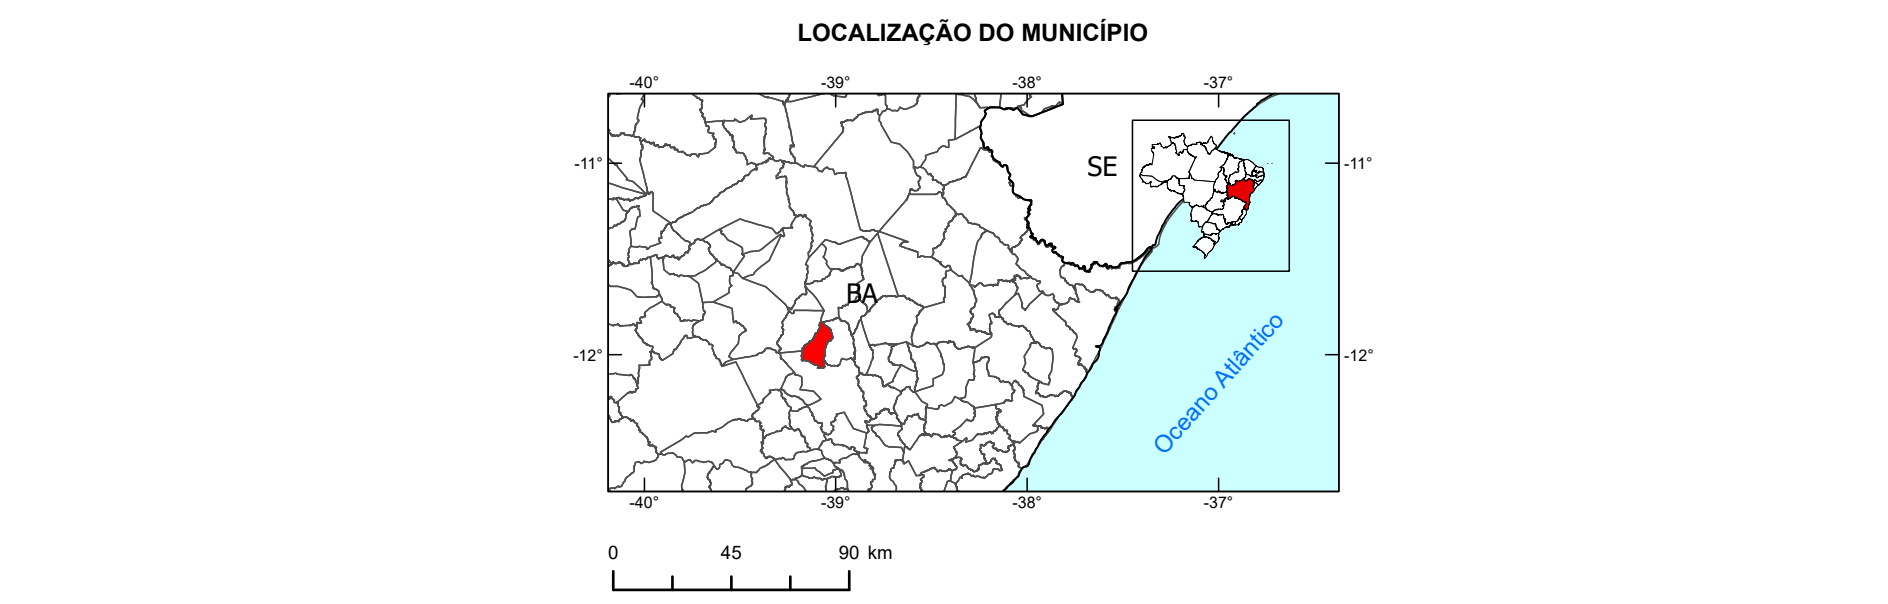 LOCALIZAÇÃO DO MUNICÍPIO
-40° -39° -38° -37°
-11° -11°
SE
BA
-12° -12°
Oceano Atlântico
-40° -39° -38° -37°
0 45 90 km